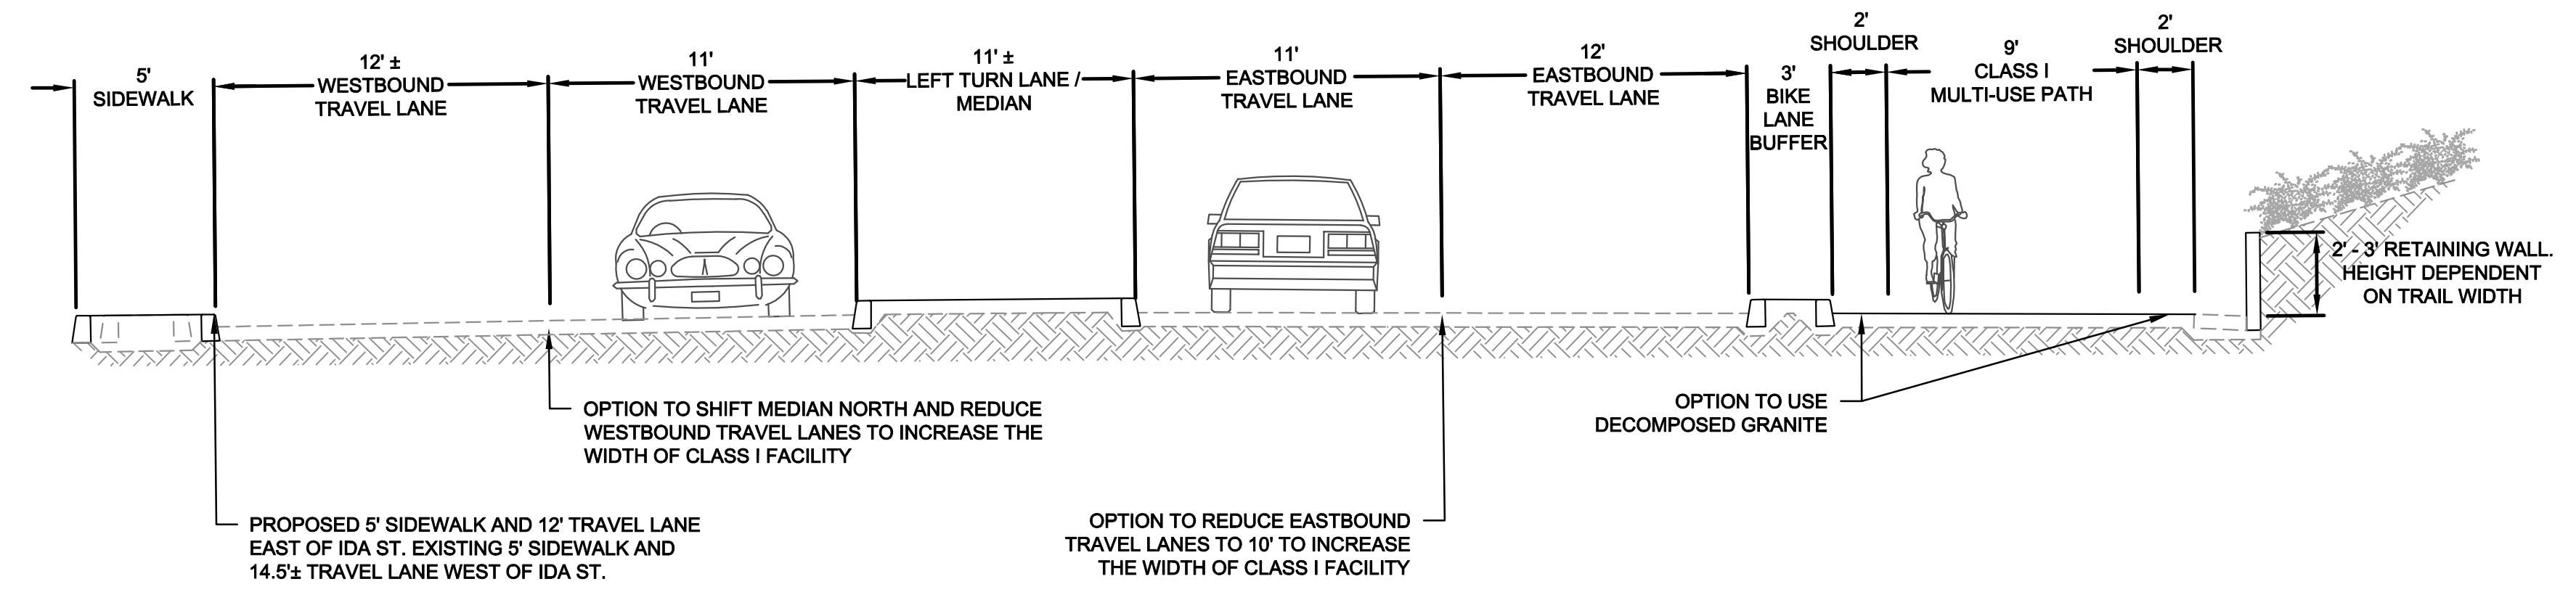 5'
SIDEWALK
12' ±
WESTBOUND
TRAVEL LANE
11'
WESTBOUND
TRAVEL LANE
11' ±
LEFT TURN LANE /
MEDIAN
11'
EASTBOUND
TRAVEL LANE
12'
EASTBOUND
TRAVEL LANE
3'
BIKE
LANE
BUFFER
2'
SHOULDER
9'
CLASS I
MULTI-USE PATH
2'
SHOULDER
2' - 3' RETAINING WALL.
HEIGHT DEPENDENT
ON TRAIL WIDTH
OPTION TO SHIFT MEDIAN NORTH AND REDUCE
WESTBOUND TRAVEL LANES TO INCREASE THE
WIDTH OF CLASS I FACILITY
OPTION TO USE
DECOMPOSED GRANITE
PROPOSED 5' SIDEWALK AND 12' TRAVEL LANE
EAST OF IDA ST. EXISTING 5' SIDEWALK AND
14.5'± TRAVEL LANE WEST OF IDA ST.
OPTION TO REDUCE EASTBOUND
TRAVEL LANES TO 10' TO INCREASE
THE WIDTH OF CLASS I FACILITY